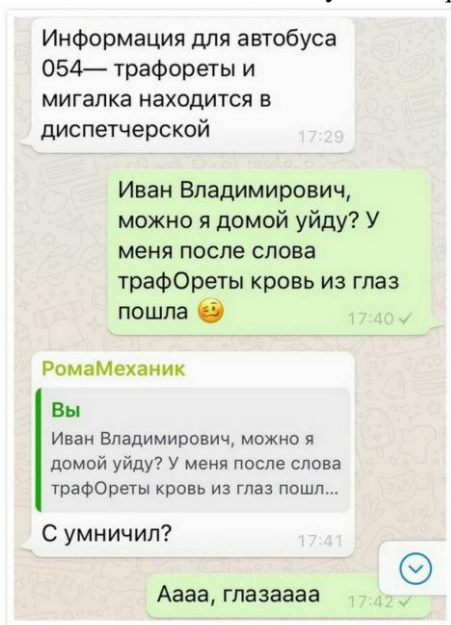 Информация для автобуса
054— трафореты и
мигалка находится в
диспетчерской 17:29
Иван Владимирович,
можно я домой уйду? У
меня после слова
трафОреты кровь из глаз
пошла 🥴 17:40
РомаМеханик
Вы
Иван Владимирович, можно я
домой уйду? У меня после слова
трафОреты кровь из глаз пошл...
С умничил? 17:41
Аааа, глазаааа 17:42